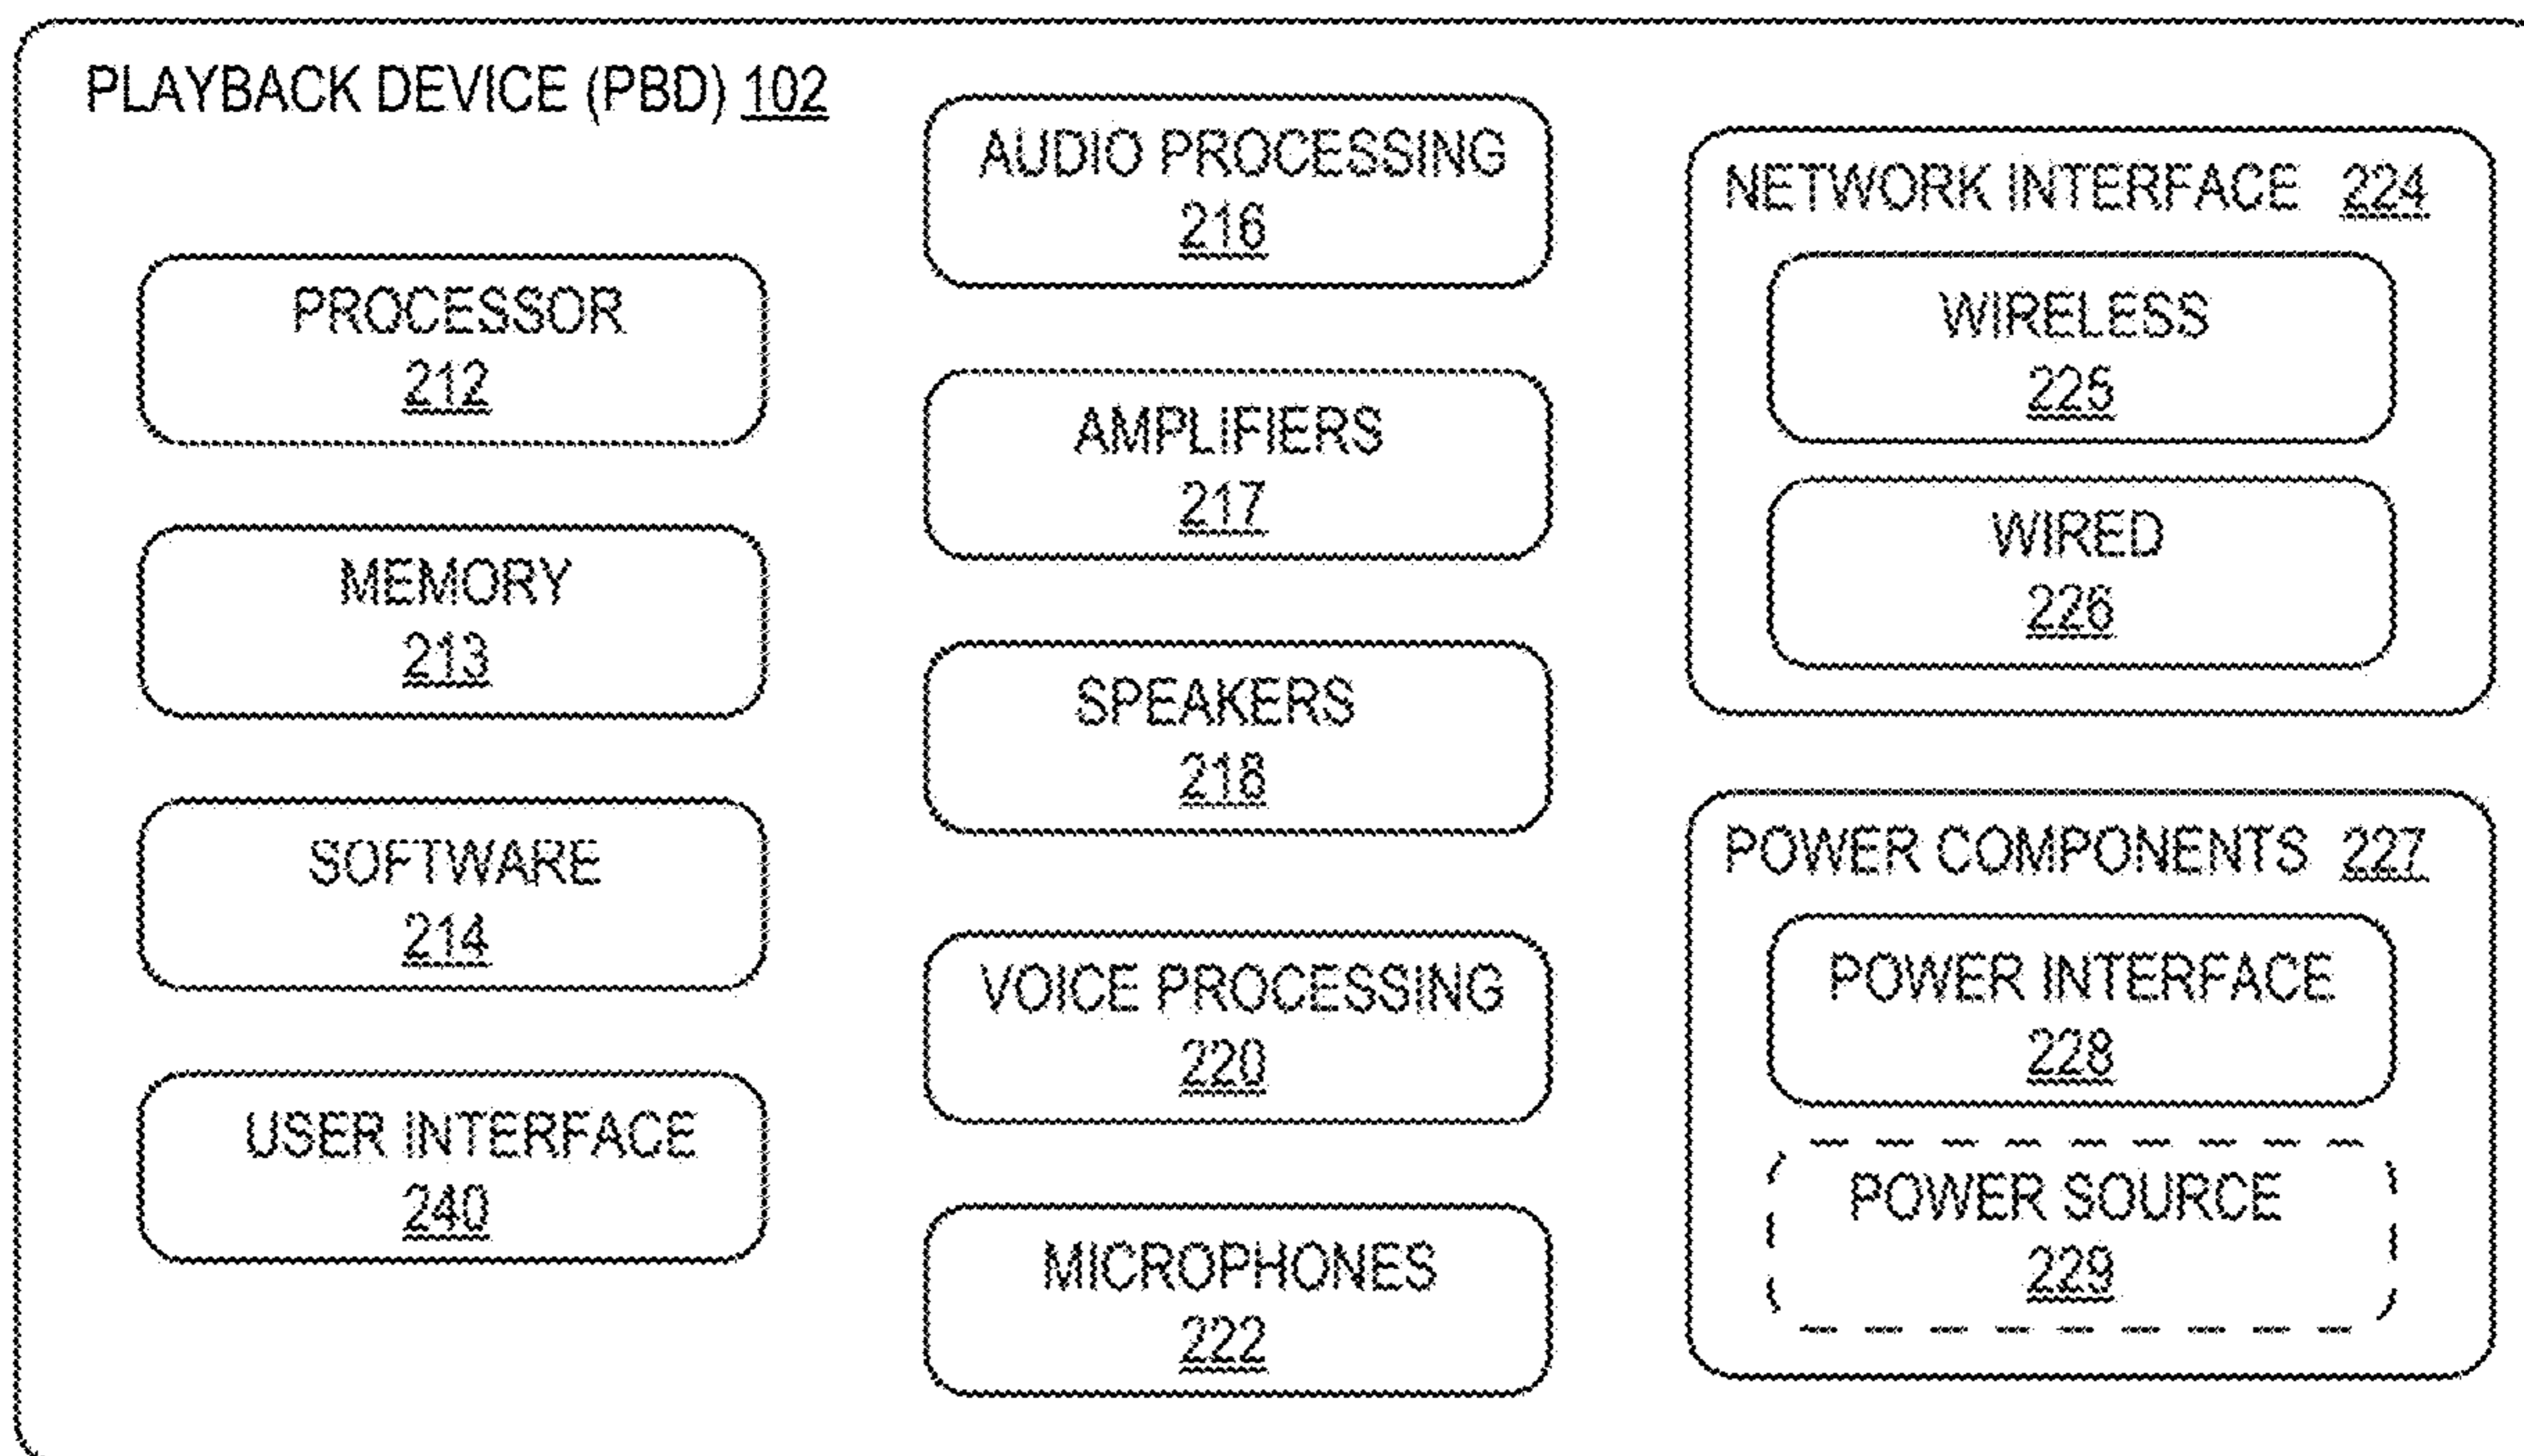 PLAYBACK DEVICE (PBD) 102
PROCESSOR
212
MEMORY
213
SOFTWARE
214
USER INTERFACE
240
AUDIO PROCESSING
216
AMPLIFIERS
217
SPEAKERS
218
VOICE PROCESSING
220
MICROPHONES
222
NETWORK INTERFACE 224
WIRELESS
225
WIRED
226
POWER COMPONENTS 227
POWER INTERFACE
228
POWER SOURCE
229